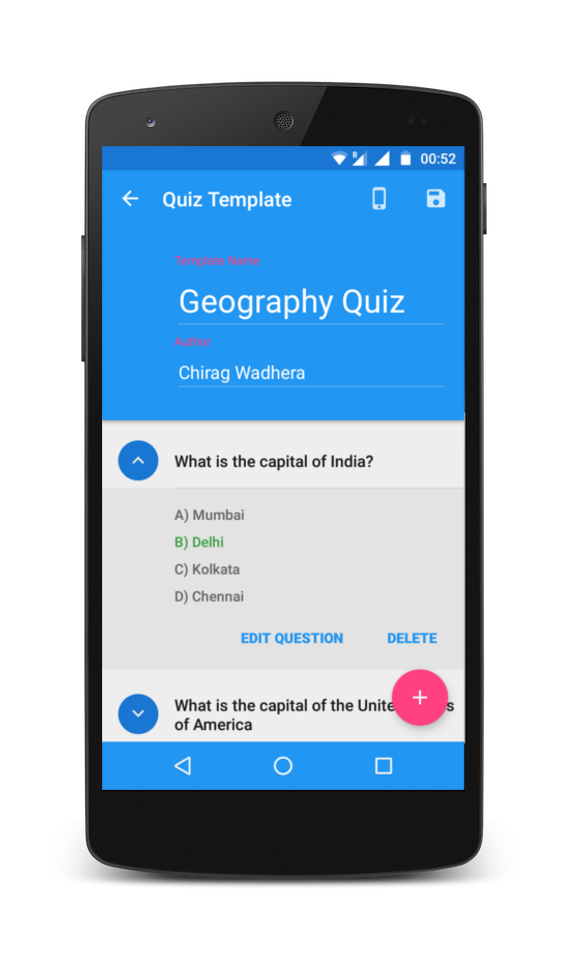 R
00:52
Quiz Template
Template Name
Geography Quiz
Author
Chirag Wadhera
What is the capital of India?
A) Mumbai
B) Delhi
C) Kolkata
D) Chennai
EDIT QUESTION
DELETE
What is the capital of the Unite s
of America